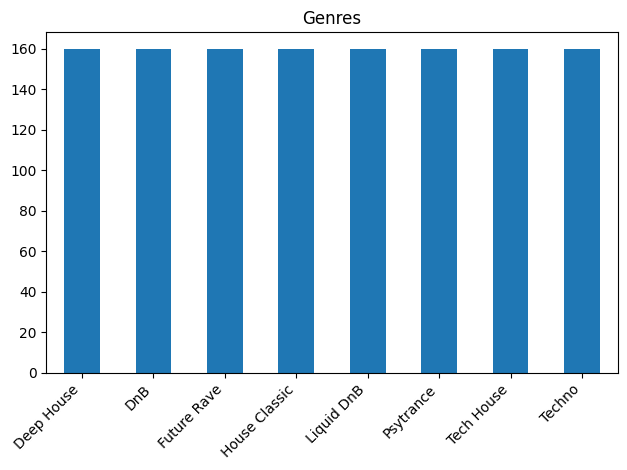 Genres
160
140
120
100
80
60
40
20
0
Deep House
DnB
Future Rave
House Classic
Liquid DnB
Psytrance
Tech House
Techno